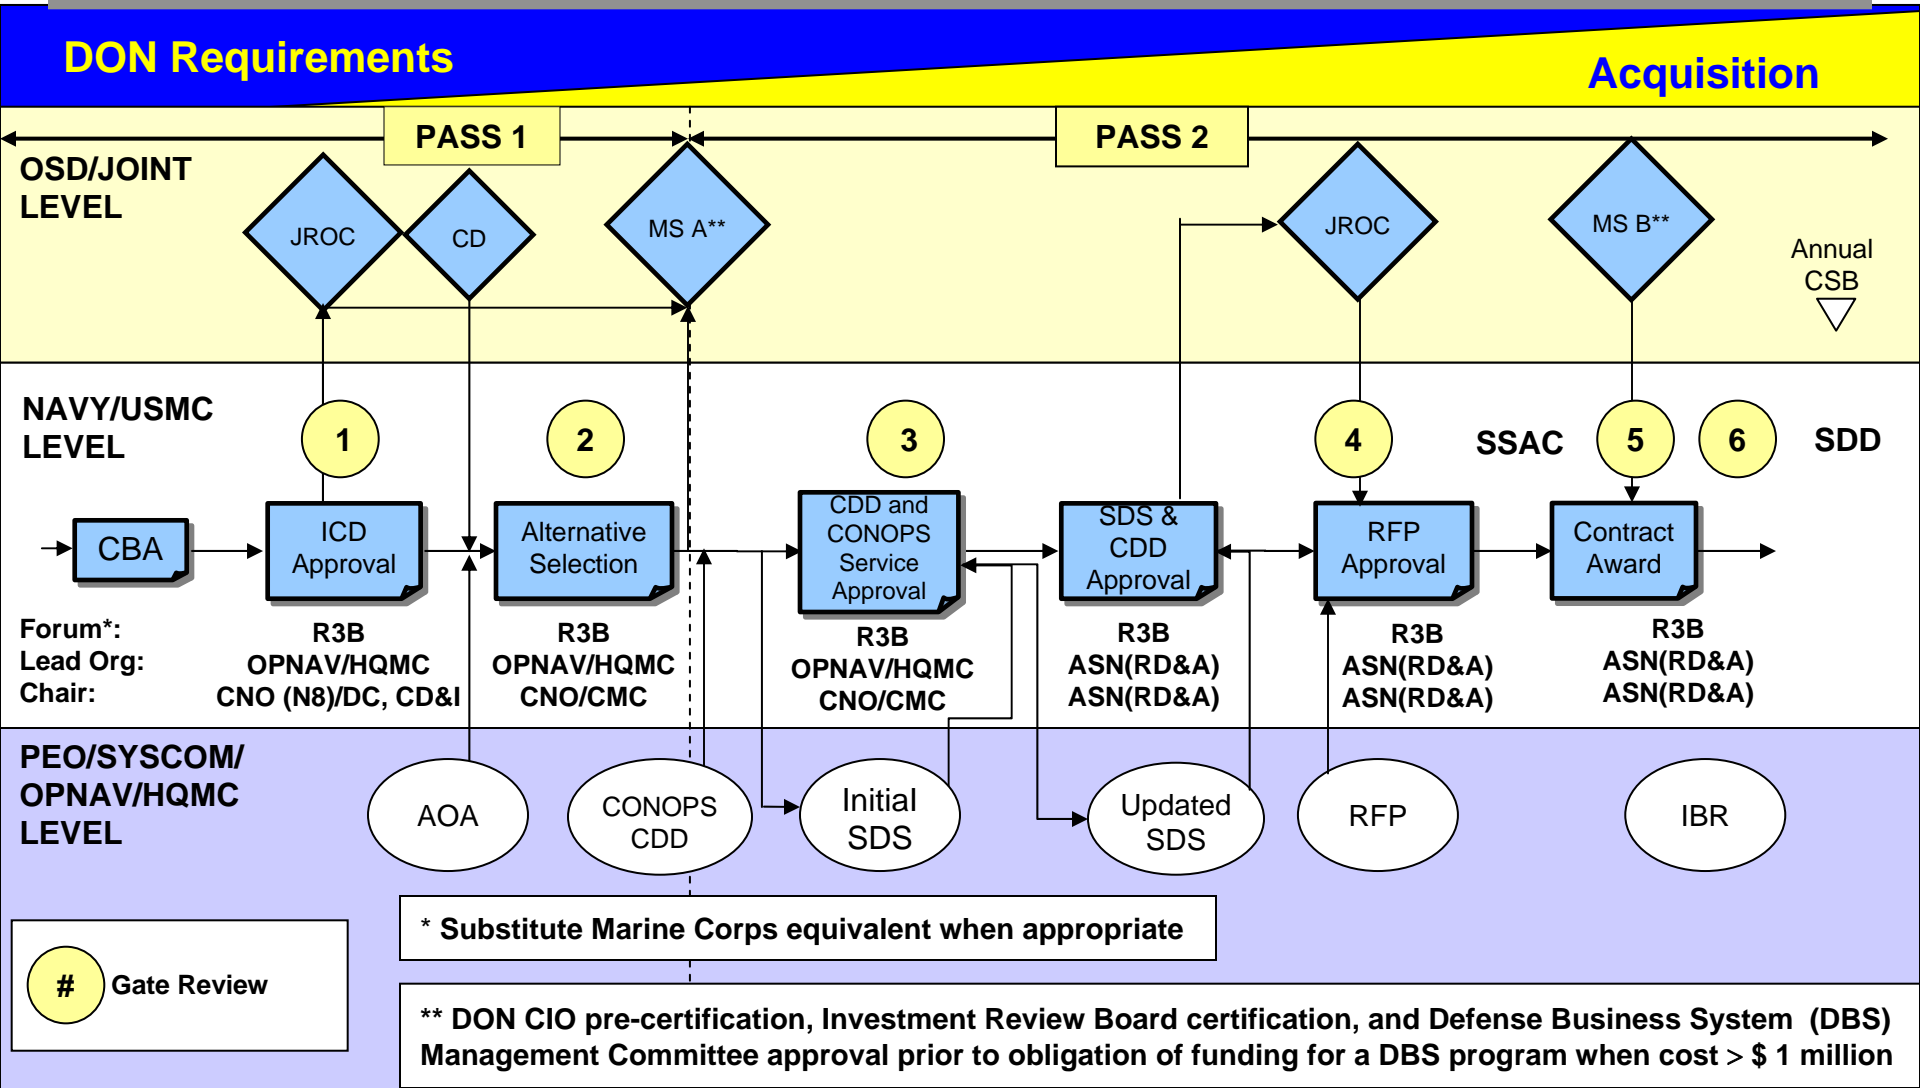 DON Requirements
Acquisition
PASS 1
PASS 2
OSD/JOINT
LEVEL
JROC
CD
MS A**
JROC
MS B**
Annual
CSB
NAVY/USMC
LEVEL
1
2
3
4
SSAC
5
6
SDD
CBA
ICD
Approval
Alternative
Selection
CDD and
CONOPS
Service
Approval
SDS &
CDD
Approval
RFP
Approval
Contract
Award
Forum*:
Lead Org:
Chair:
R3B
OPNAV/HQMC
CNO (N8)/DC, CD&I
R3B
OPNAV/HQMC
CNO/CMC
R3B
OPNAV/HQMC
CNO/CMC
R3B
ASN(RD&A)
ASN(RD&A)
R3B
ASN(RD&A)
ASN(RD&A)
R3B
ASN(RD&A)
ASN(RD&A)
PEO/SYSCOM/
OPNAV/HQMC
LEVEL
AOA
CONOPS
CDD
Initial
SDS
Updated
SDS
RFP
IBR
* Substitute Marine Corps equivalent when appropriate
# Gate Review
** DON CIO pre-certification, Investment Review Board certification, and Defense Business System (DBS)
Management Committee approval prior to obligation of funding for a DBS program when cost > $ 1 million